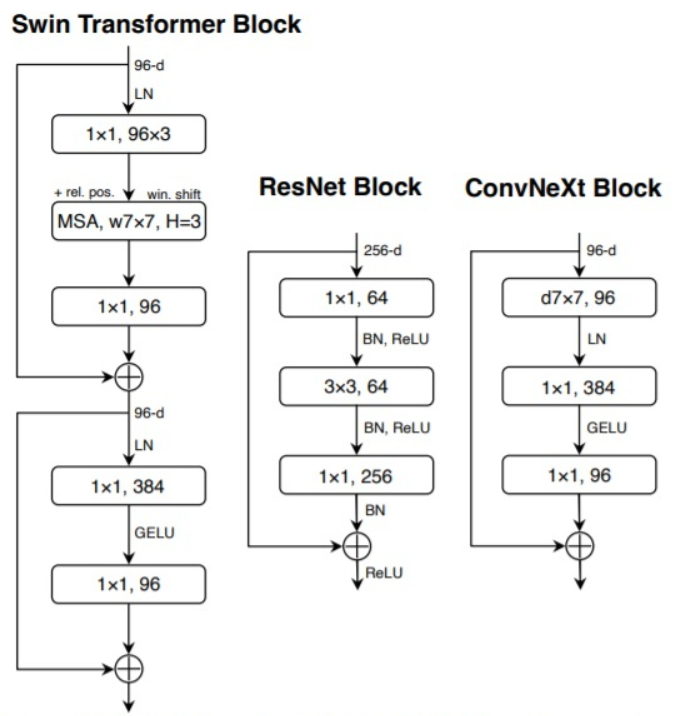 Swin Transformer Block
96-d
LN
1×1, 96×3
+ rel. pos. win. shift
MSA, w7×7, H=3
1×1, 96
96-d
LN
1×1, 384
GELU
1×1, 96
ResNet Block
256-d
1×1, 64
BN, ReLU
3×3, 64
BN, ReLU
1×1, 256
BN
ReLU
ConvNeXt Block
96-d
d7×7, 96
LN
1×1, 384
GELU
1×1, 96